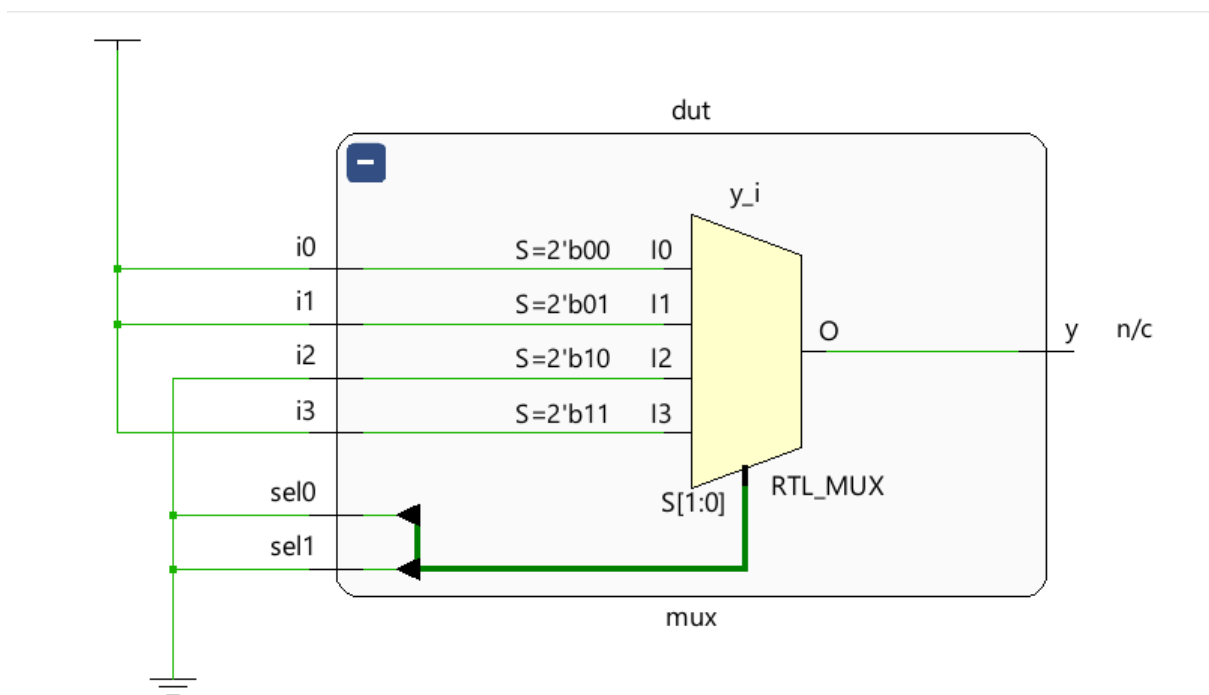 dut
y_i
i0 S=2'b00 I0
i1 S=2'b01 I1
O y n/c
i2 S=2'b10 I2
i3 S=2'b11 I3
sel0 S[1:0] RTL_MUX
sel1
mux